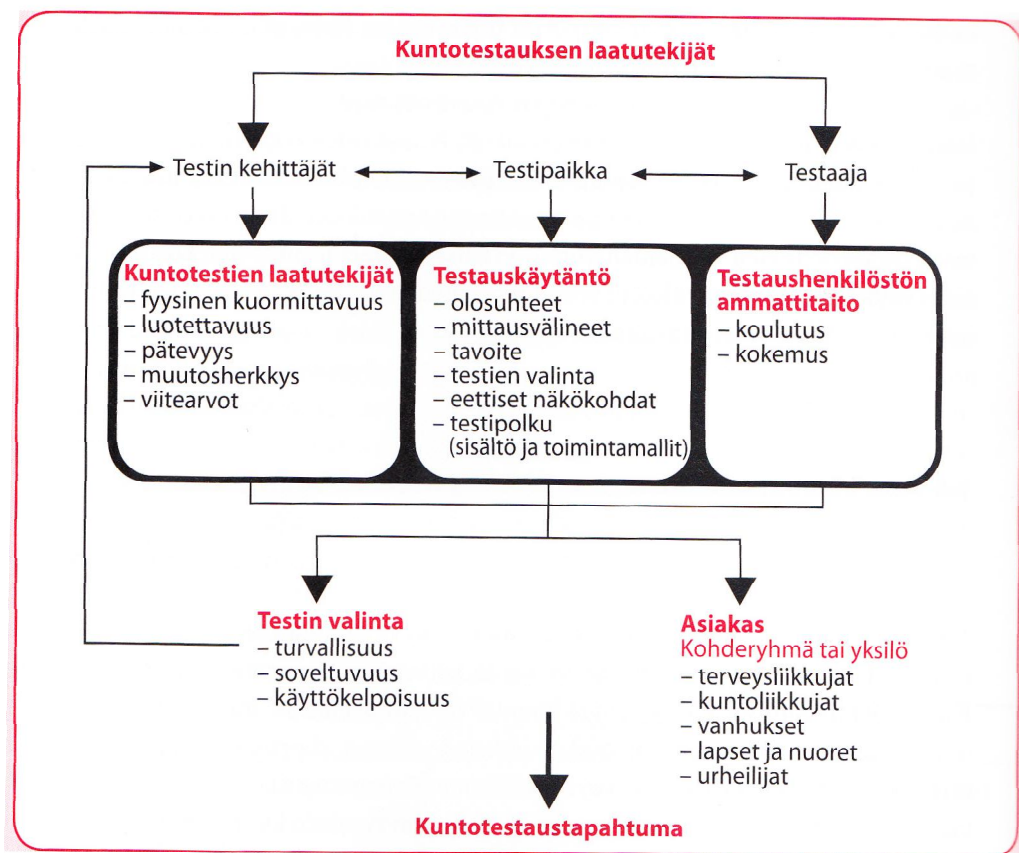 Kuntotestauksen laatutekijät
Testin kehittäjät
Testipaikka
Testaaja
Kuntotestien laatutekijät
– fyysinen kuormittavuus
– luotettavuus
– pätevyys
– muutosherkkys
– viitearvot
Testauskäytäntö
– olosuhteet
– mittausvälineet
– tavoite
– testien valinta
– eettiset näkökohdat
– testipolku
(sisältö ja toimintamallit)
Testaushenkilöstön
ammattitaito
– koulutus
– kokemus
Testin valinta
– turvallisuus
– soveltuvuus
– käyttökelpoisuus
Asiakas
Kohderyhmä tai yksilö
– terveysliikkujat
– kuntoliikkujat
– vanhukset
– lapset ja nuoret
– urheilijat
Kuntotestaustapahtuma